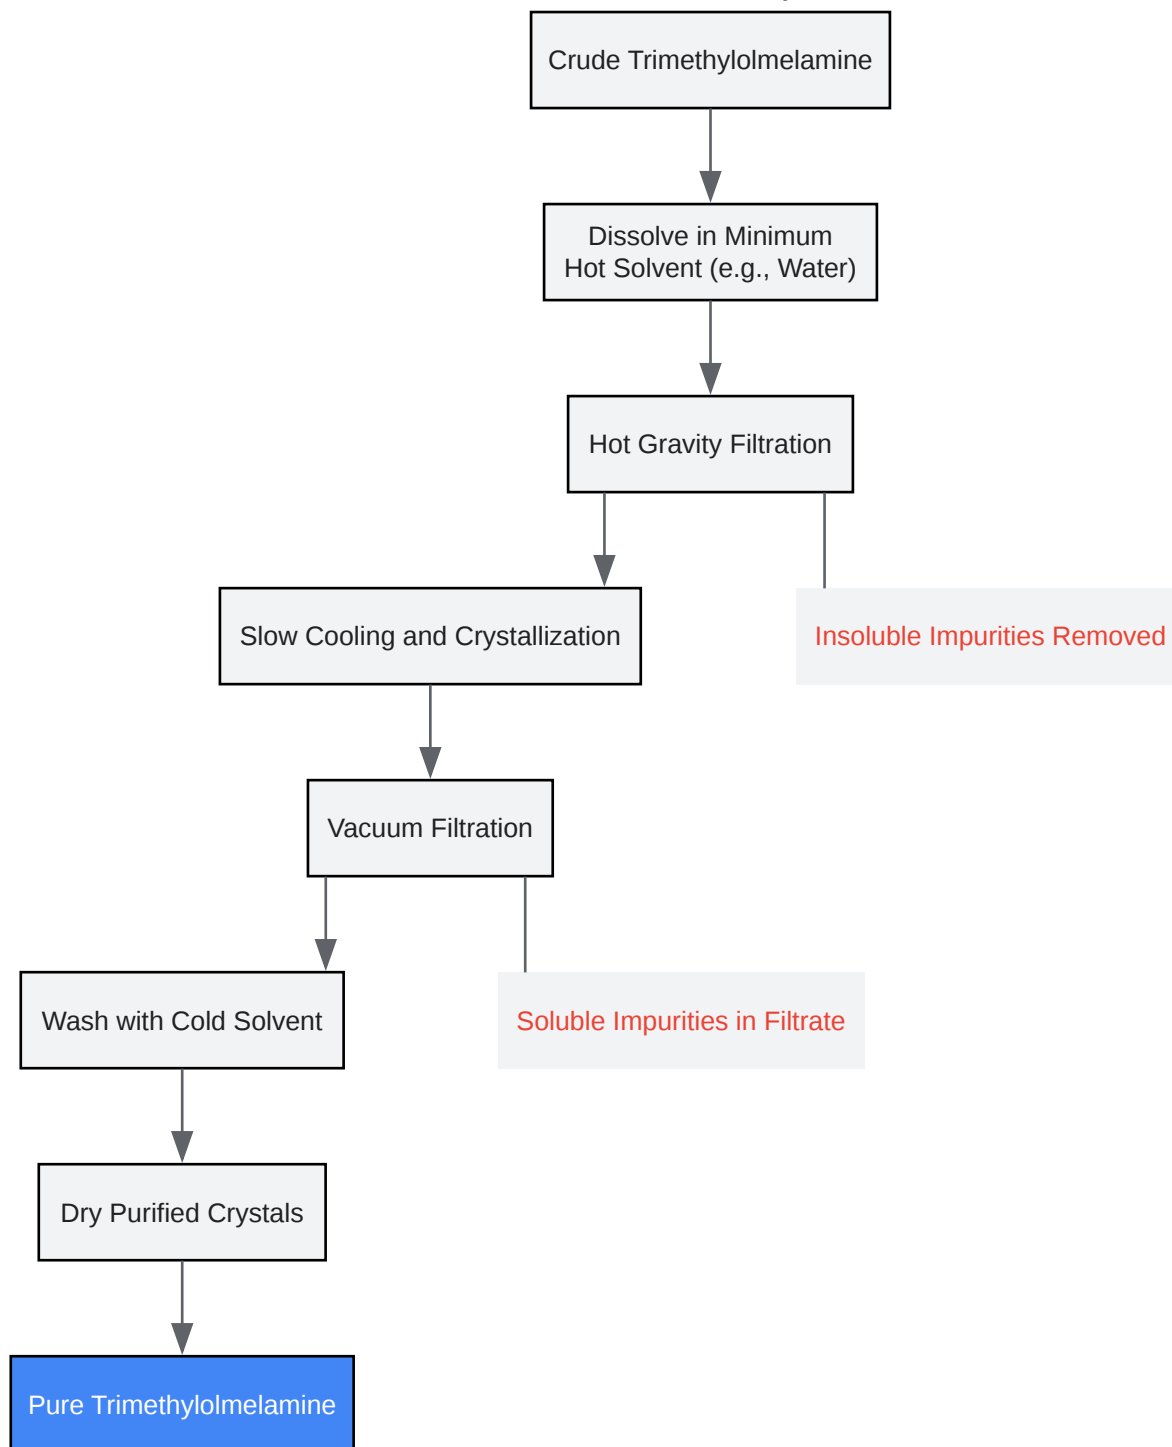 Crude Trimethylolmelamine
Dissolve in Minimum
Hot Solvent (e.g., Water)
Hot Gravity Filtration
Slow Cooling and Crystallization
Insoluble Impurities Removed
Vacuum Filtration
Wash with Cold Solvent
Soluble Impurities in Filtrate
Dry Purified Crystals
Pure Trimethylolmelamine